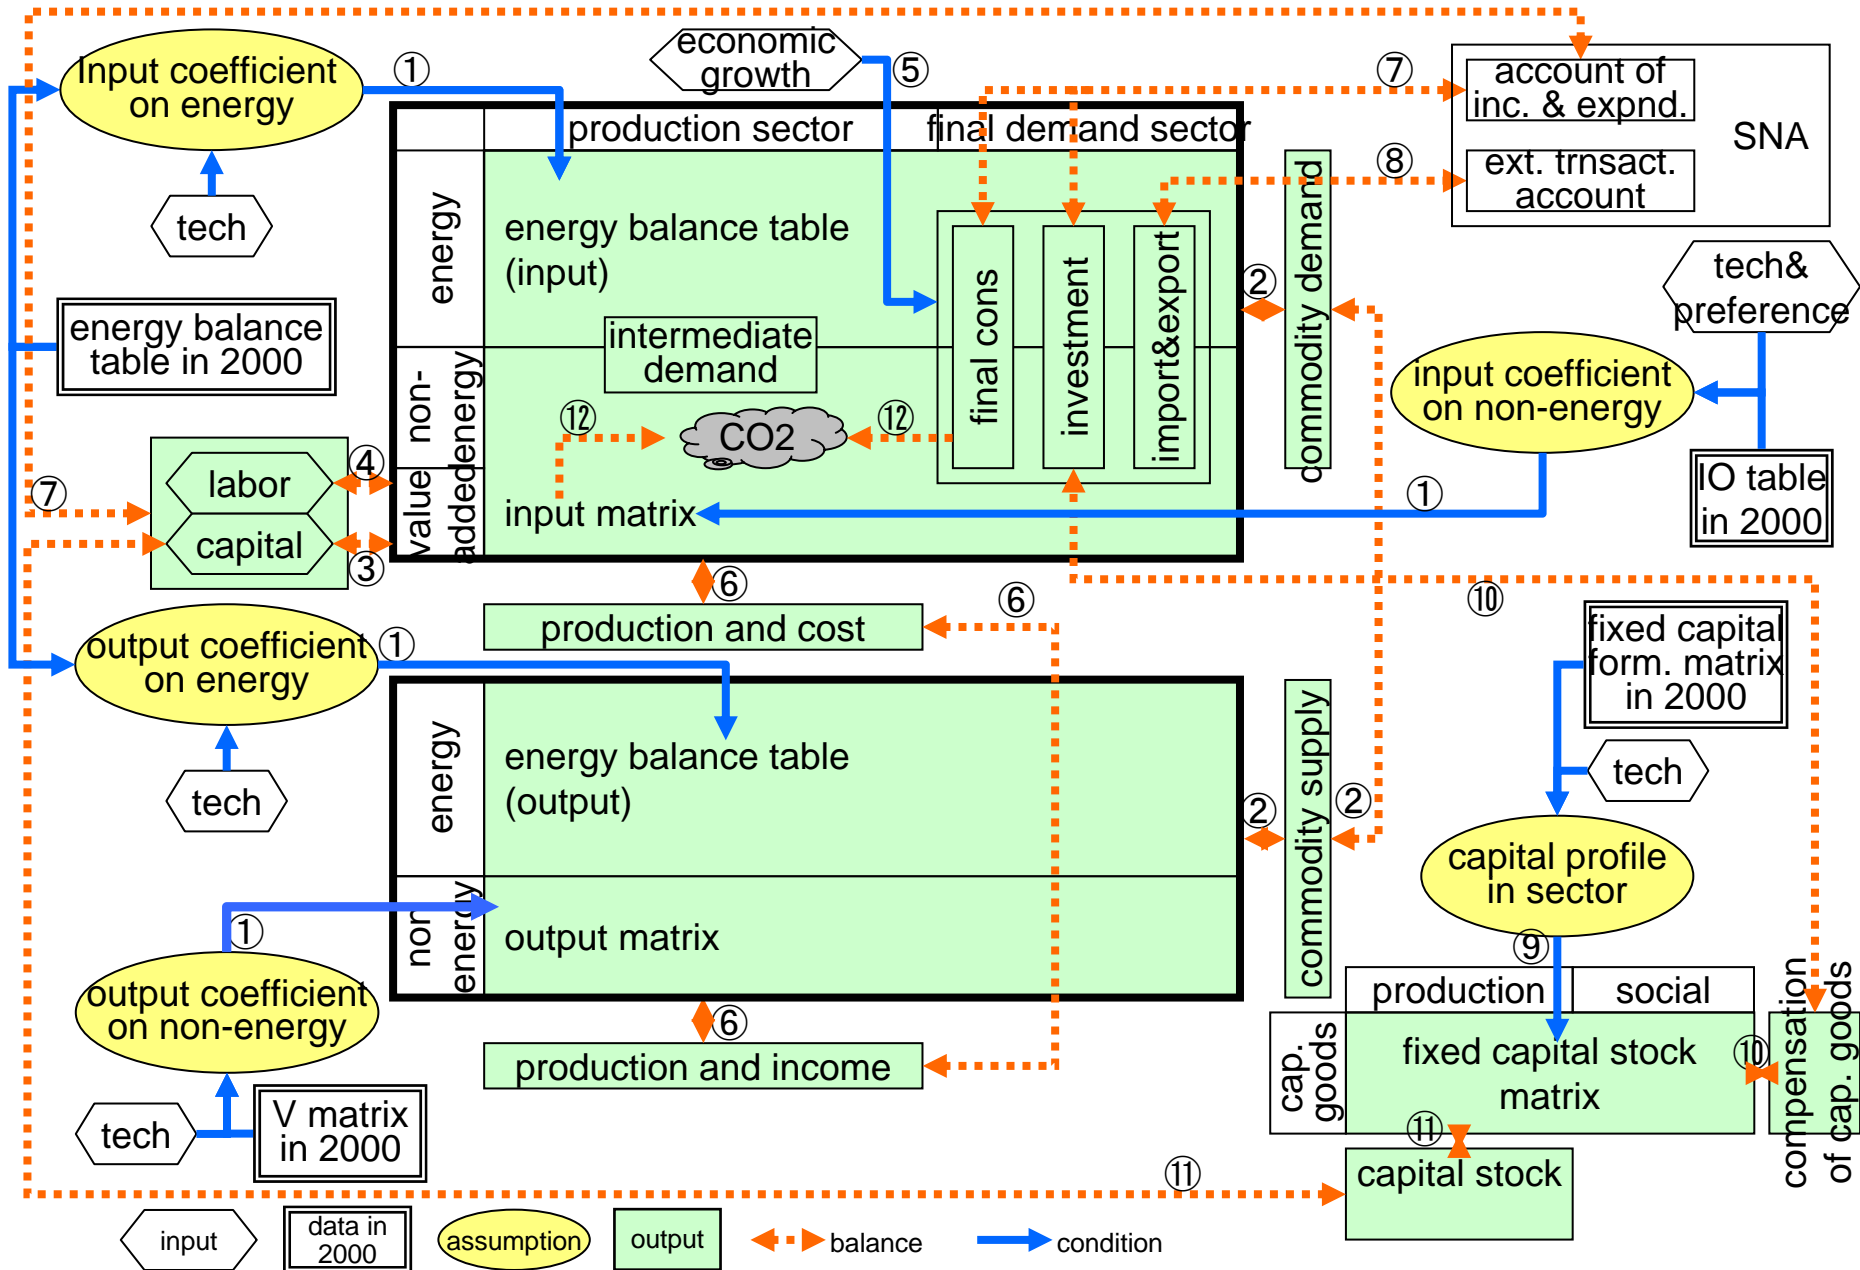 Input coefficient
on energy
①
economic
growth
⑤
⑦
account of
inc. & expnd.
SNA
ext. trnsact.
account
⑧
production sector
final demand sector
tech
energy
energy balance table
(input)
intermediate
demand
final cons
investment
import&export
②
commodity demand
tech&
preference
energy balance
table in 2000
input coefficient
on non-energy
non-
energy
⑫
CO2
⑫
labor
④
⑦
capital
③
value
added
input matrix
①
IO table
in 2000
⑥
⑥
⑩
production and cost
output coefficient
on energy
①
fixed capital
form. matrix
in 2000
tech
energy
energy balance table
(output)
②
commodity supply
②
tech
capital profile
in sector
non
energy
output matrix
①
⑨
output coefficient
on non-energy
⑥
production and income
production
social
cap.
goods
fixed capital stock
matrix
⑩
compensation
of cap. goods
tech
V matrix
in 2000
⑪
capital stock
⑪
input
data in
2000
assumption
output
balance
condition